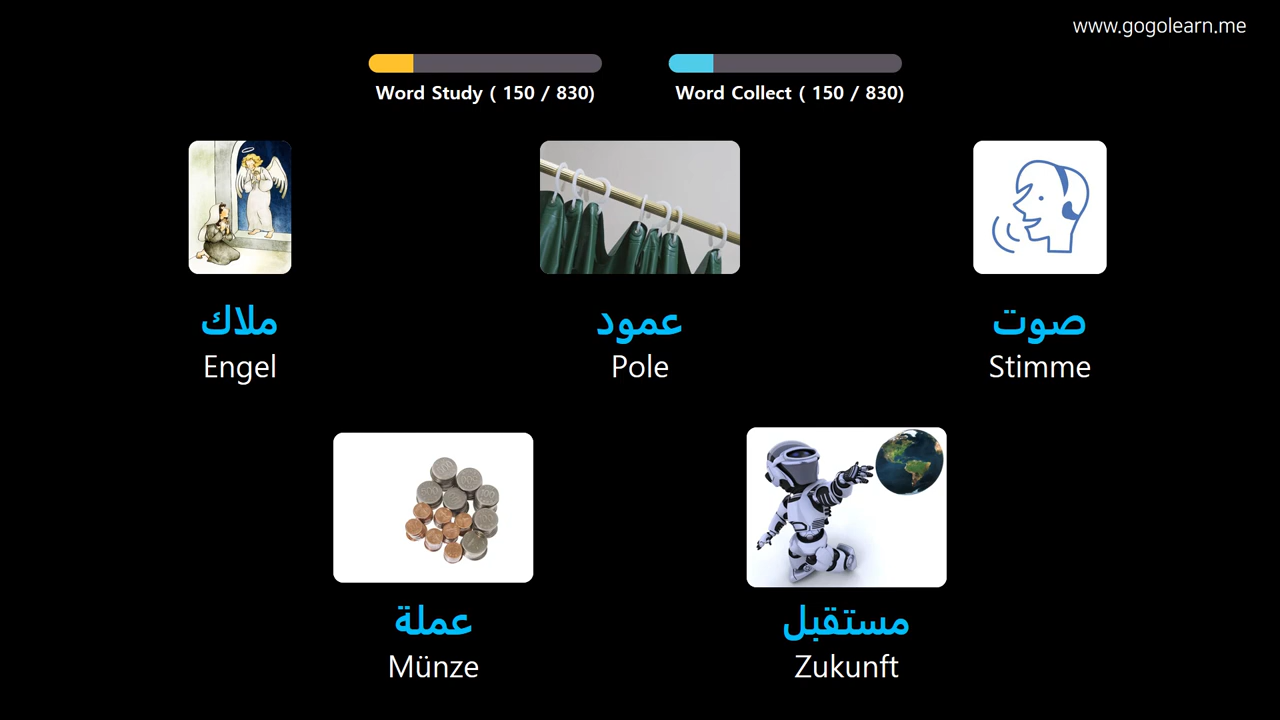 www.gogolearn.me
Word Study ( 150 / 830)
Word Collect ( 150 / 830)
ملاك
Engel
عمود
Pole
صوت
Stimme
عملة
Münze
مستقبل
Zukunft